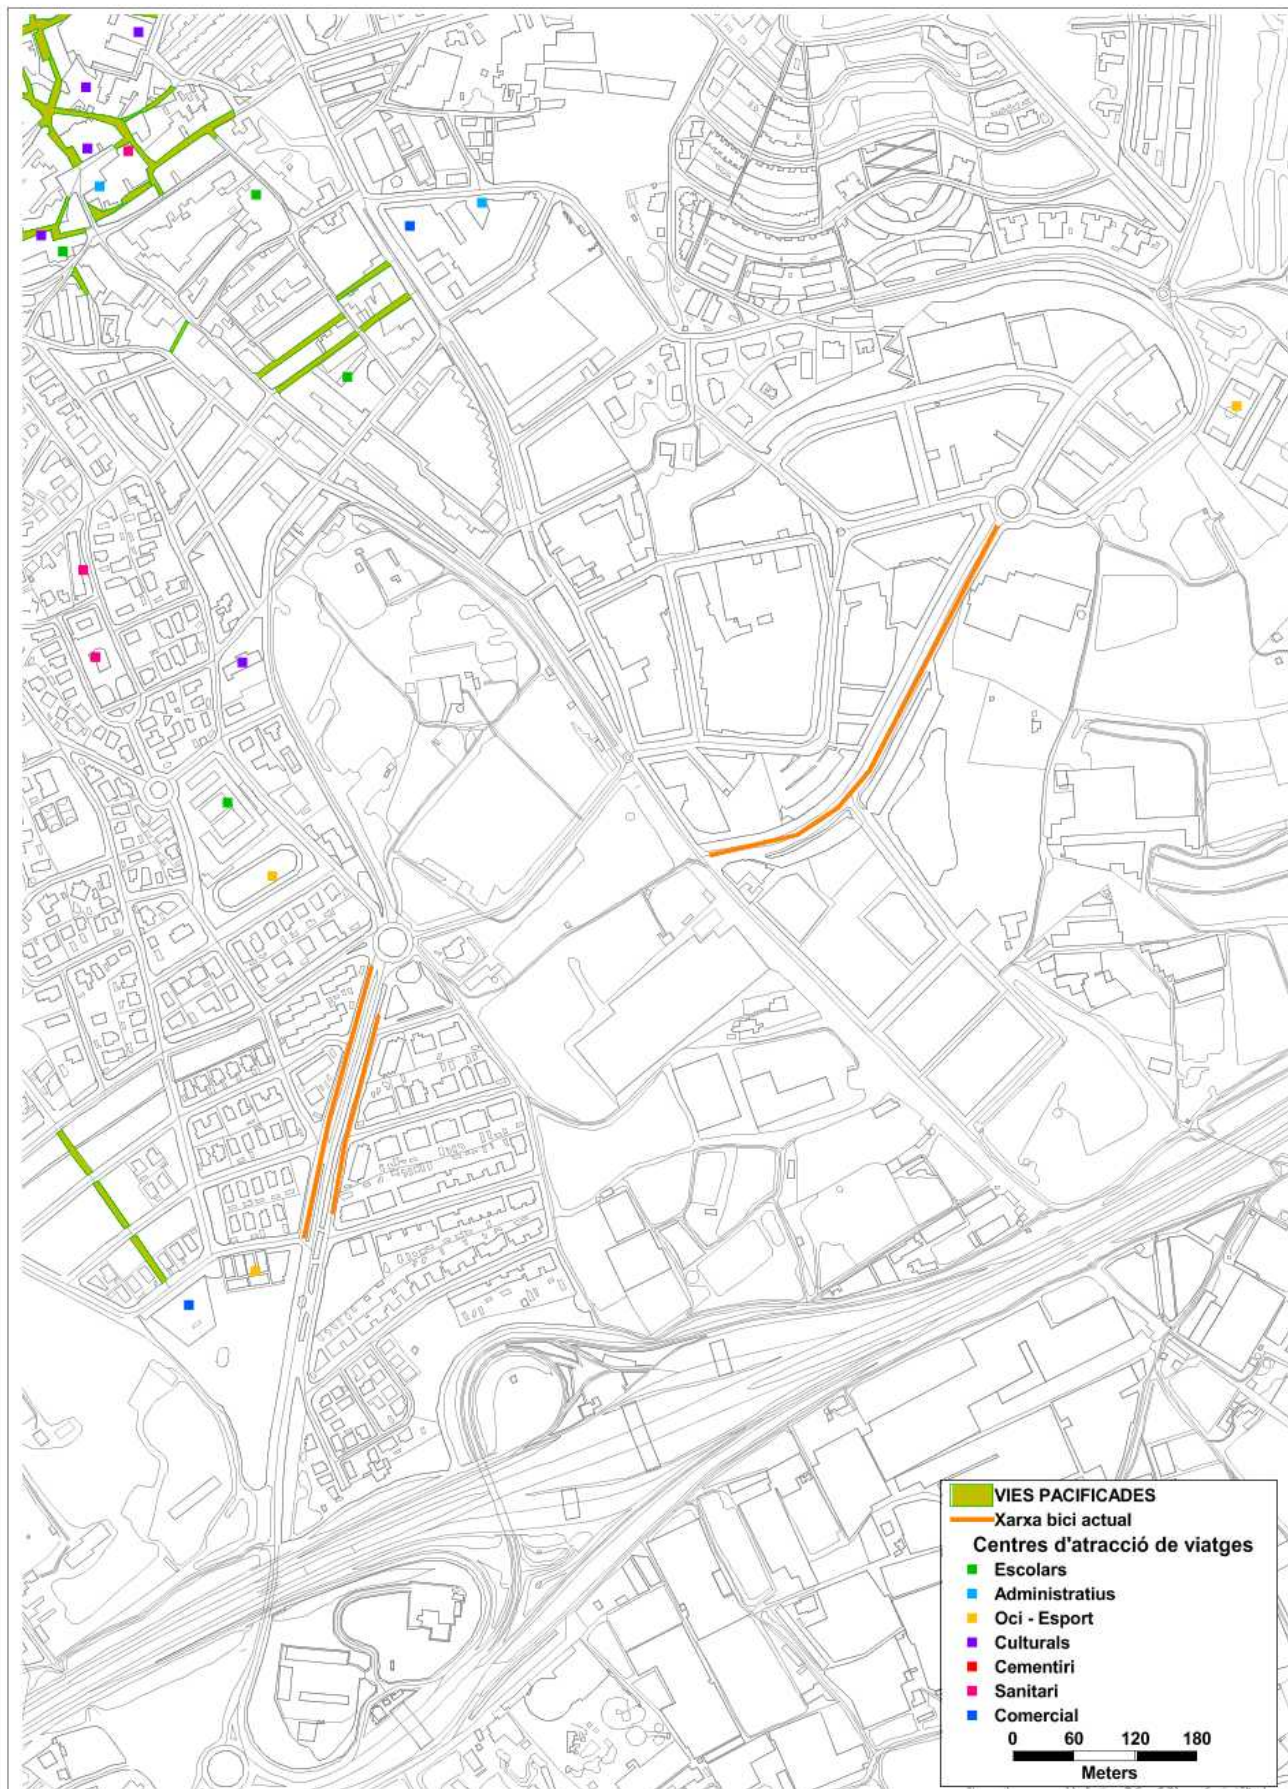 VIES PACIFICADES
Xarxa bici actual
Centres d'atracció de viatges
Escolars
Administratius
Oci - Esport
Culturals
Cementiri
Sanitari
Comercial
0 60 120 180
Meters